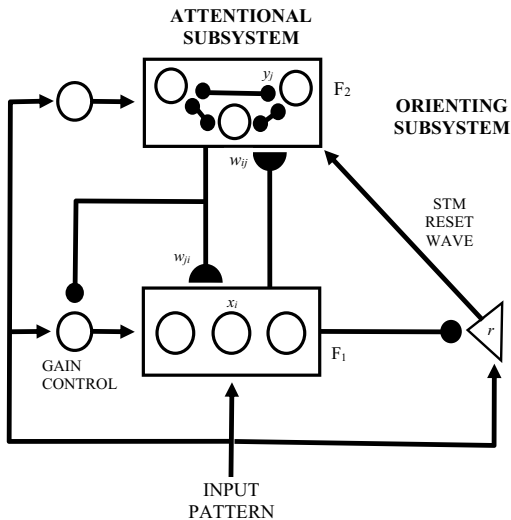 ATTENTIONAL
SUBSYSTEM
yj
F2
ORIENTING
SUBSYSTEM
wij
STM
RESET
WAVE
wji
xi
r
F1
GAIN
CONTROL
INPUT
PATTERN